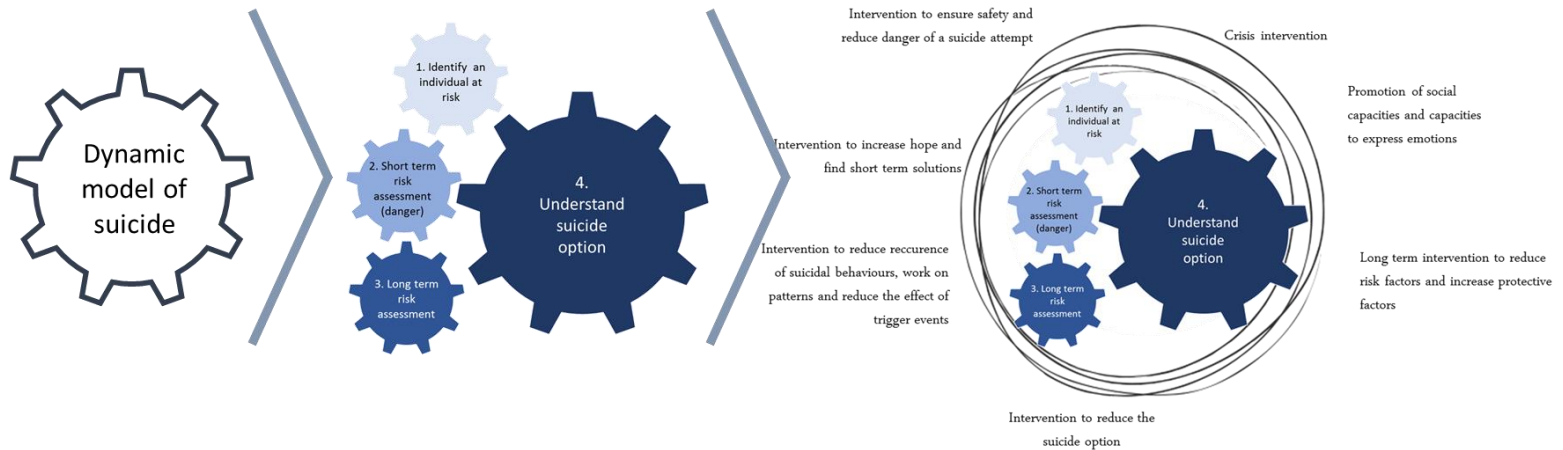 Dynamic
model of
suicide
1. Identify an
individual at
risk
2. Short term
risk
assessment
(danger)
3. Long term
risk
assessment
4.
Understand
suicide
option
Intervention to ensure safety and
reduce danger of a suicide attempt
Crisis intervention
Promotion of social
capacities and capacities
to express emotions
Intervention to increase hope and
find short term solutions
Intervention to reduce reccurence
of suicidal behaviours, work on
patterns and reduce the effect of
trigger events
1. Identify an
individual at
risk
2. Short term
risk
assessment
(danger)
3. Long term
risk
assessment
4.
Understand
suicide
option
Long term intervention to reduce
risk factors and increase protective
factors
Intervention to reduce the
suicide option